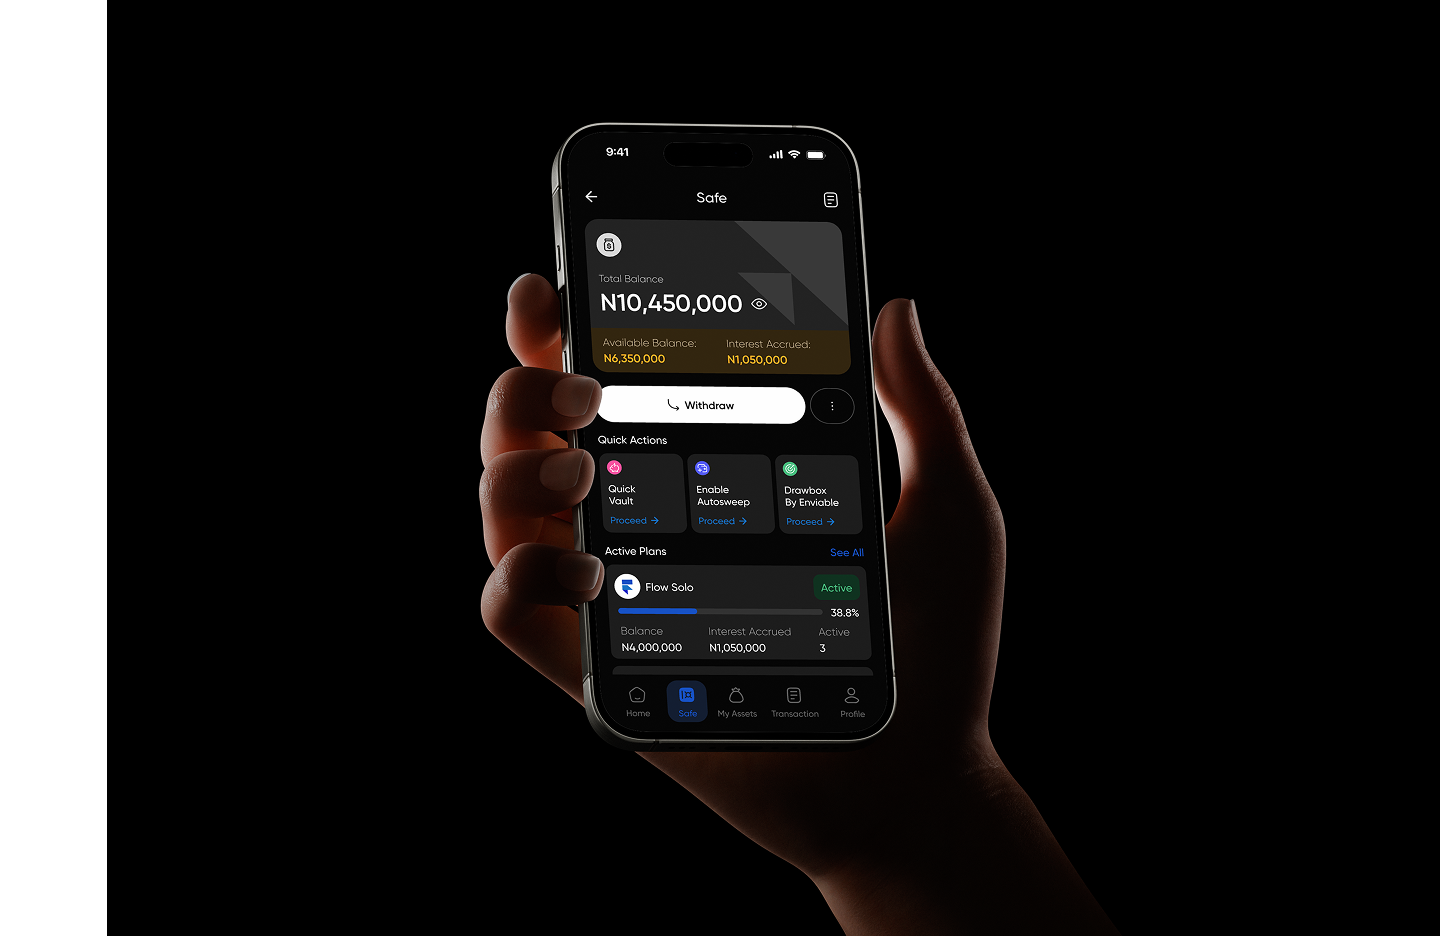 9:41
Safe
Total Balance
N10,450,000
Available Balance: Interest Accrued:
N6,350,000 N1,050,000
Withdraw
Quick Actions
Quick Vault
Proceed →
Enable Autosweep
Proceed →
Drawbox By Enviable
Proceed →
Active Plans See All
Flow Solo Active
38.8%
Balance Interest Accrued Active
N4,000,000 N1,050,000 3
Home Safe My Assets Transaction Profile